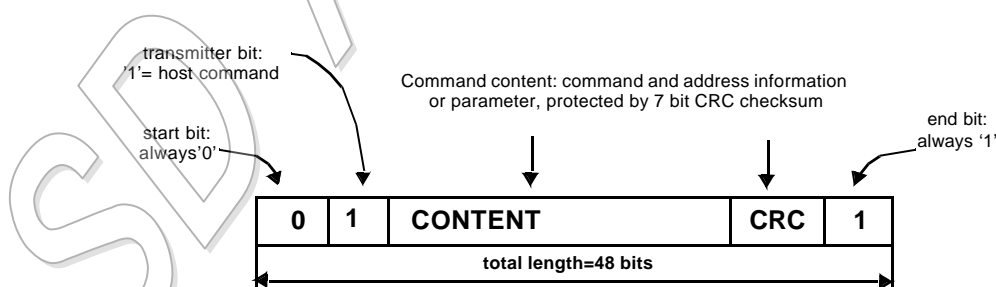 transmitter bit:
'1'= host command
Command content: command and address information
or parameter, protected by 7 bit CRC checksum
start bit:
always'0'
end bit:
always ‘1’
0 1 CONTENT CRC 1
total length=48 bits